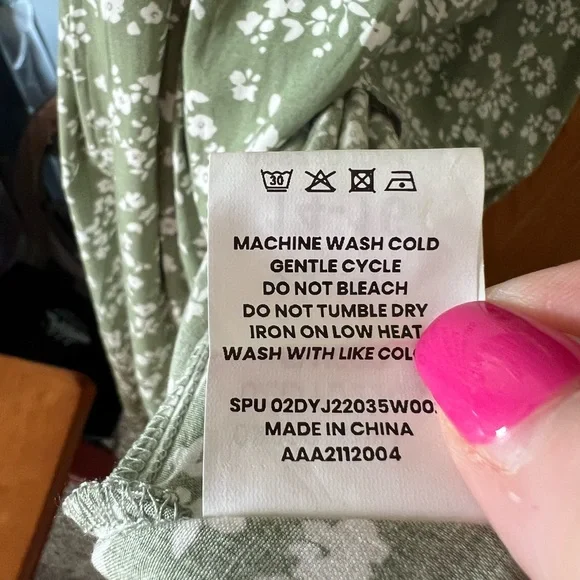 30
MACHINE WASH COLD
GENTLE CYCLE
DO NOT BLEACH
DO NOT TUMBLE DRY
IRON ON LOW HEAT
WASH WITH LIKE
SPU 02DYJ22035W00
MADE IN CHINA
AAA2112004